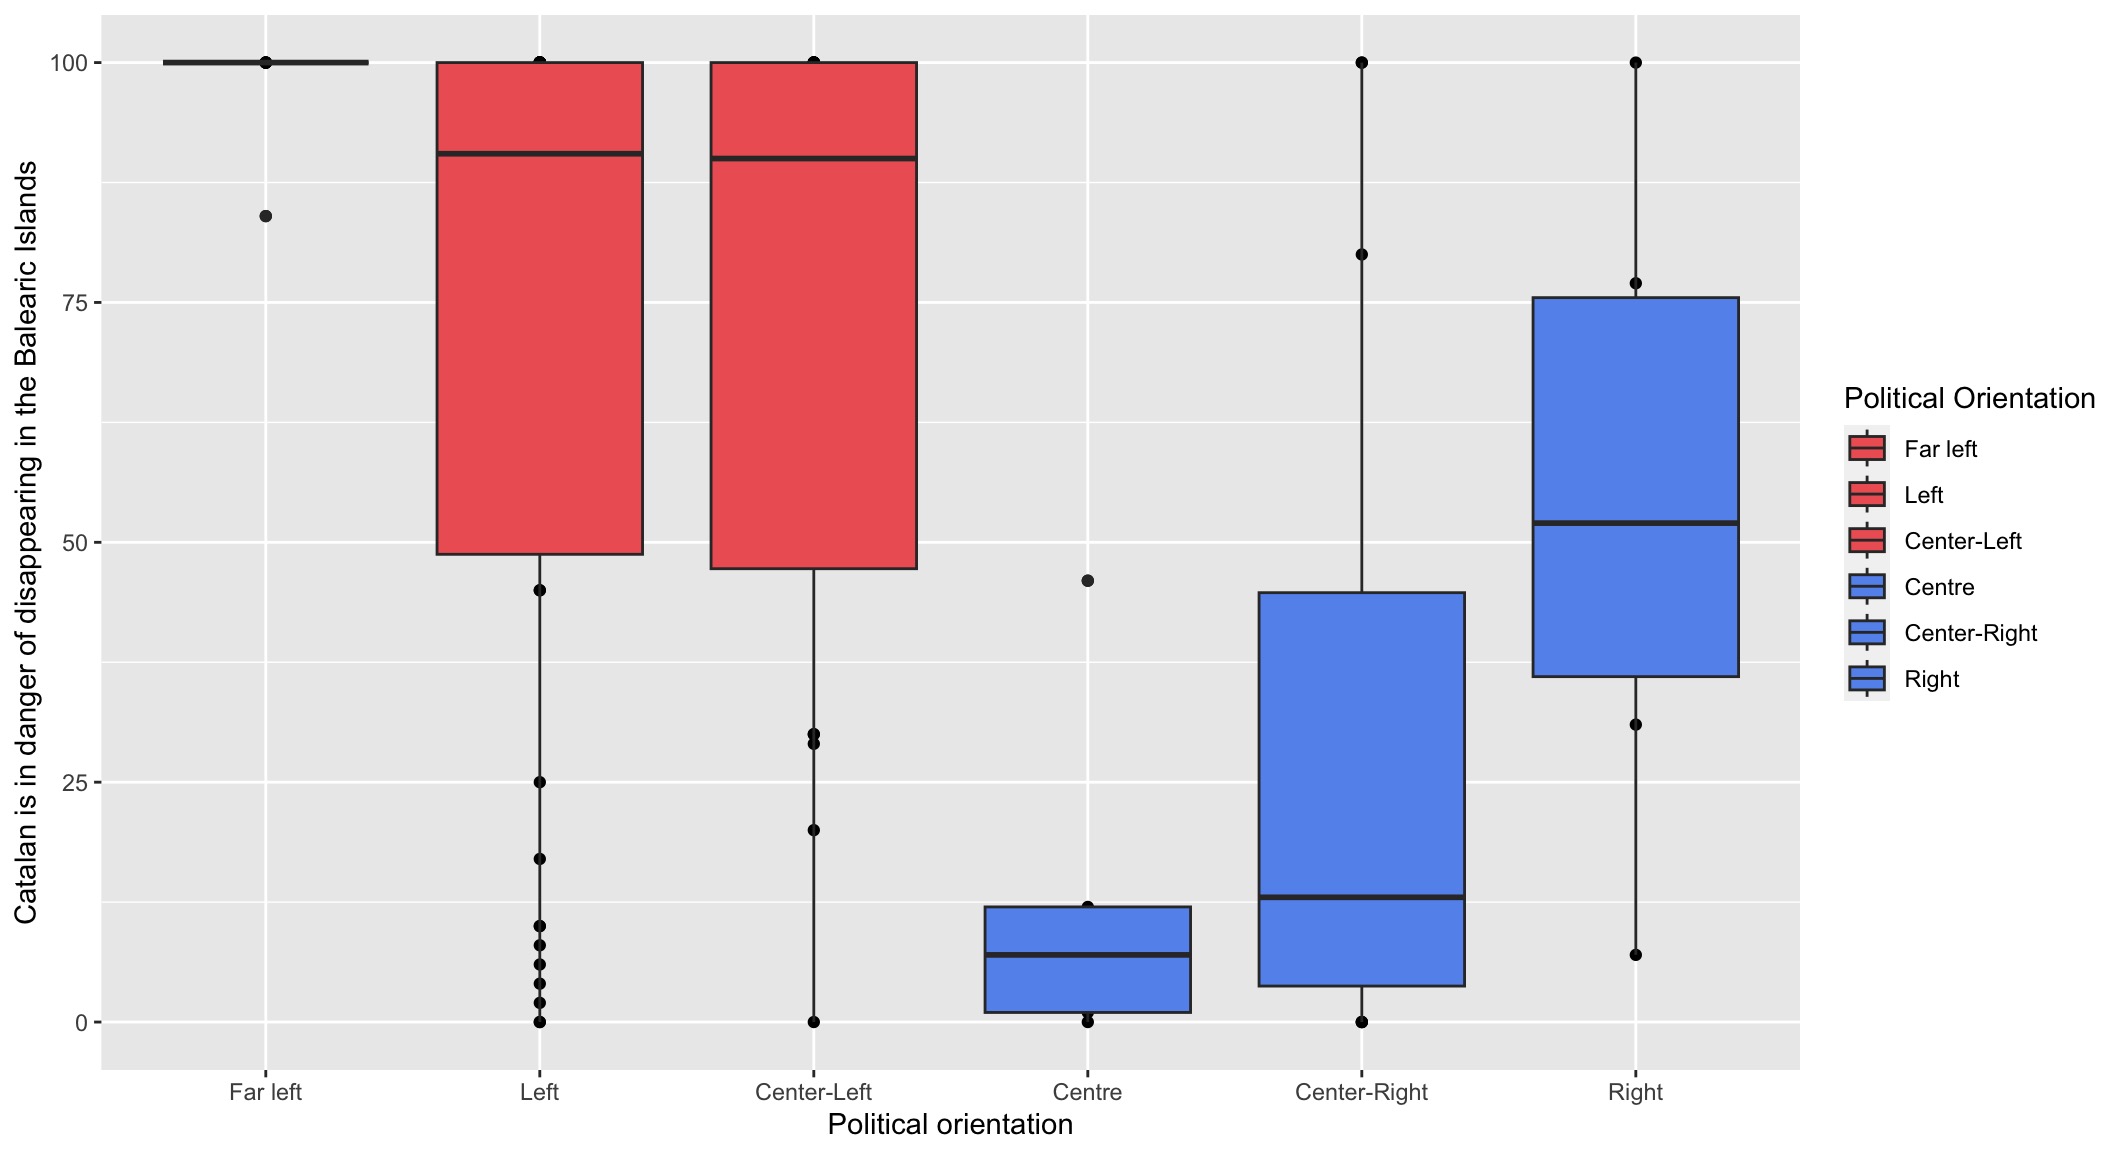 Catalan is in danger of disappearing in the Balearic Islands
100
75
50
25
0
Far left
Left
Center-Left
Centre
Center-Right
Right
Political orientation
Political Orientation
Far left
Left
Center-Left
Centre
Center-Right
Right